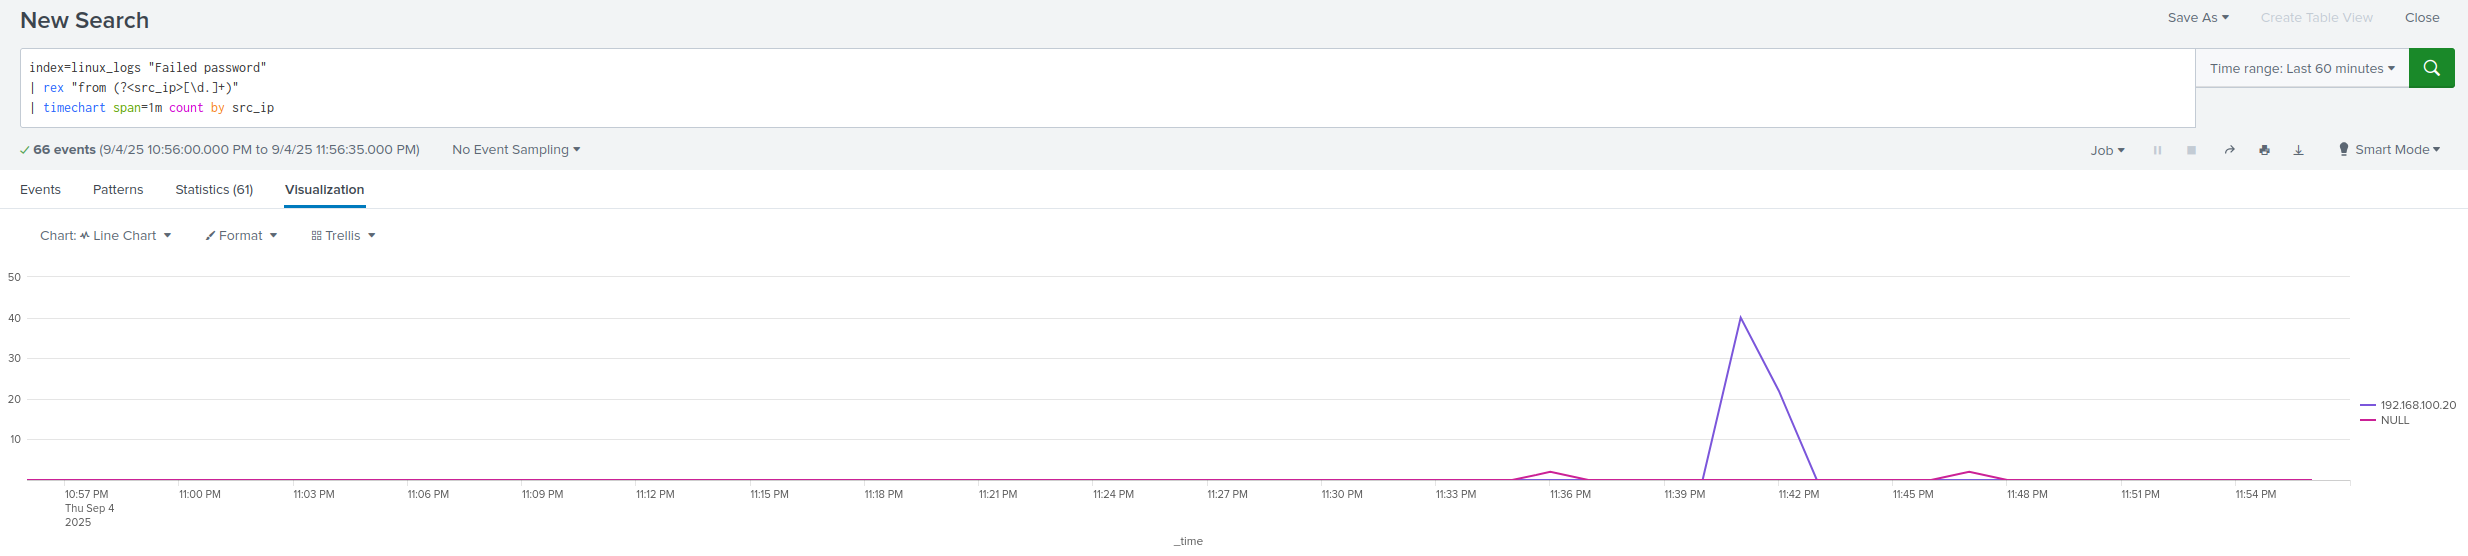 New Search
Save As
Create Table View
Close
index=linux_logs "Failed password"
| rex "from (?<src_ip>[\d.]+)"
| timechart span=1m count by src_ip
Time range: Last 60 minutes
66 events (9/4/25 10:56:00.000 PM to 9/4/25 11:56:35.000 PM)
No Event Sampling
Job
Smart Mode
Events
Patterns
Statistics (61)
Visualization
Chart: Line Chart
Format
Trellis
50
40
30
20
10
192.168.100.20
NULL
10:57 PM
Thu Sep 4
2025
11:00 PM
11:03 PM
11:06 PM
11:09 PM
11:12 PM
11:15 PM
11:18 PM
11:21 PM
11:24 PM
11:27 PM
11:30 PM
11:33 PM
11:36 PM
11:39 PM
11:42 PM
11:45 PM
11:48 PM
11:51 PM
11:54 PM
_time